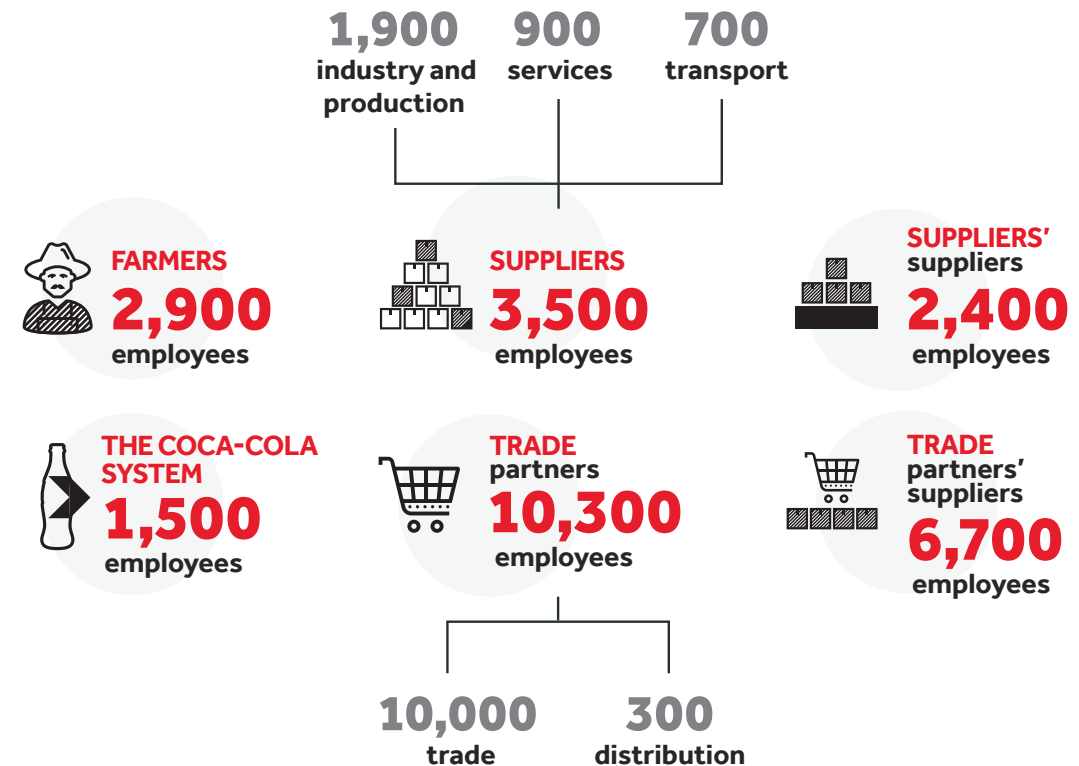 1,900
industry and
production
900
services
700
transport
FARMERS
2,900
employees
SUPPLIERS
3,500
employees
SUPPLIERS’
suppliers
2,400
employees
THE COCA-COLA
SYSTEM
1,500
employees
TRADE
partners
10,300
employees
TRADE
partners’
suppliers
6,700
employees
10,000
trade
300
distribution